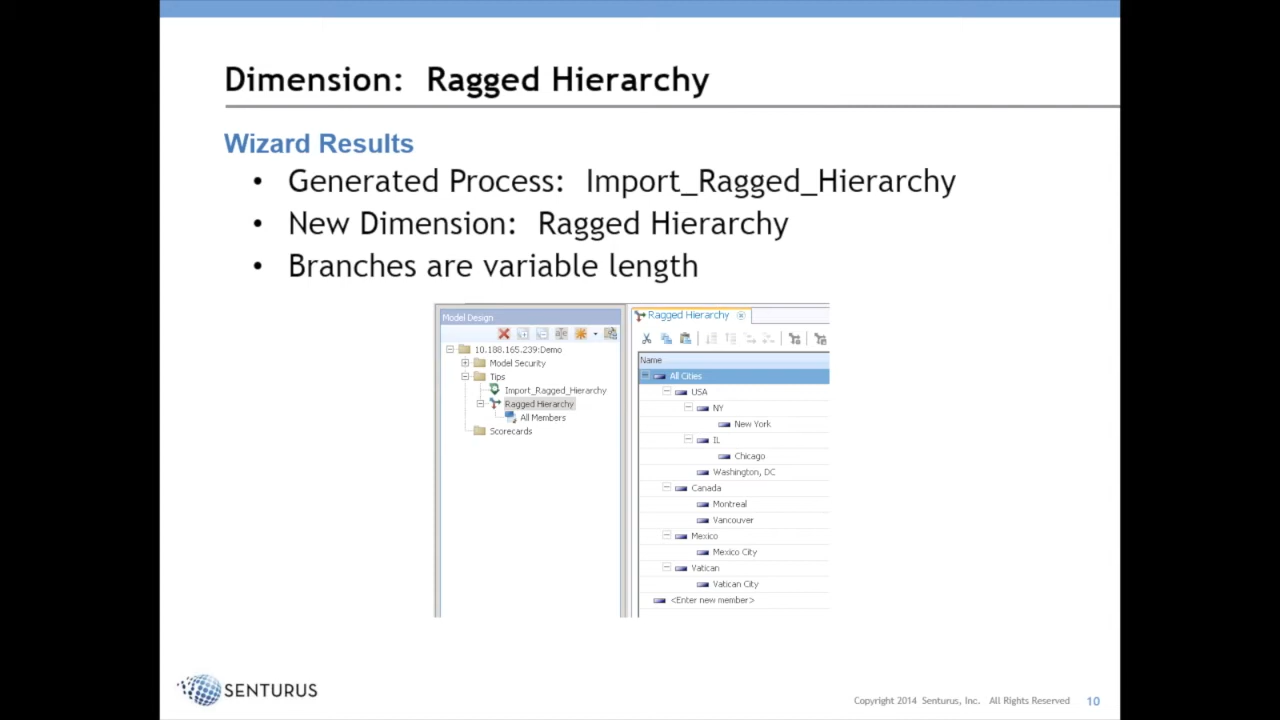 Dimension: Ragged Hierarchy
Wizard Results
• Generated Process: Import_Ragged_Hierarchy
• New Dimension: Ragged Hierarchy
• Branches are variable length
Model Design
10.188.165.239:Demo
Model Security
Tips
Import_Ragged_Hierarchy
Ragged Hierarchy
All Members
Scorecards
Ragged Hierarchy
Name
All Cities
USA
NY
New York
IL
Chicago
Washington, DC
Canada
Montreal
Vancouver
Mexico
Mexico City
Vatican
Vatican City
<Enter new member>
SENTURUS
Copyright 2014 Senturus, Inc. All Rights Reserved 10